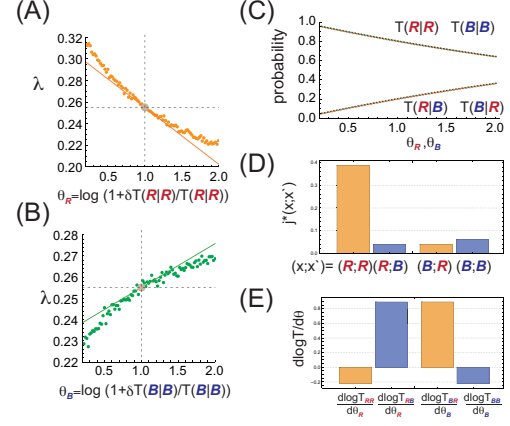 (A)
0.32
0.30
0.28
λ
0.26
0.24
0.22
0.20
0.5 1.0 1.5 2.0
θR=log (1+δT(R|R)/T(R|R))
(B)
0.28
0.27
0.26
λ
0.25
0.24
0.23
0.22
0.5 1.0 1.5 2.0
θB=log (1+δT(B|B)/T(B|B))
(C)
1.0
0.8
0.6
0.4
0.2
0.0
probability
T(R|R) T(B|B)
T(R|B) T(B|R)
0.5 1.0 1.5 2.0
θR,θB
(D)
0.4
0.3
0.2
0.1
0.0
j*(x;x`)
(x;x`)= (R;R)(R;B) (B;R) (B;B)
(E)
0.8
0.6
0.4
0.2
0.0
-0.2
dlogT/dθ
dlogTRR dlogTRB dlogTBR dlogTBB
dθR dθR dθB dθB